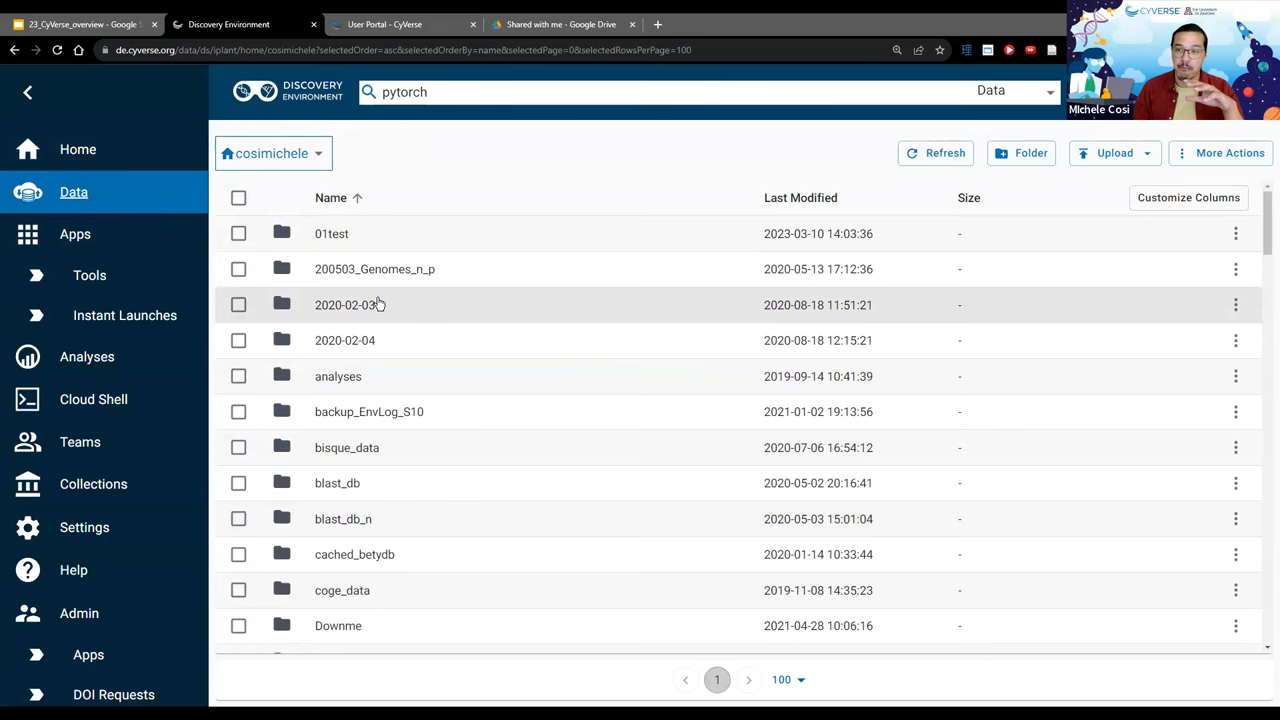 23_CyVerse_overview - Google S
Discovery Environment
User Portal - CyVerse
Shared with me - Google Drive
de.cyverse.org/data/ds/iplant/home/cosimichele?selectedOrder=asc&selectedOrderBy=name&selectedPage=0&selectedRowsPerPage=100
CYVERSE
MIchele Cosi
DISCOVERY
ENVIRONMENT
pytorch
Data
Home
Data
Apps
Tools
Instant Launches
Analyses
Cloud Shell
Teams
Collections
Settings
Help
Admin
Apps
DOI Requests
cosimichele
Refresh
Folder
Upload
More Actions
Name Last Modified Size Customize Columns
01test 2023-03-10 14:03:36 -
200503_Genomes_n_p 2020-05-13 17:12:36 -
2020-02-03 2020-08-18 11:51:21 -
2020-02-04 2020-08-18 12:15:21 -
analyses 2019-09-14 10:41:39 -
backup_EnvLog_S10 2021-01-02 19:13:56 -
bisque_data 2020-07-06 16:54:12 -
blast_db 2020-05-02 20:16:41 -
blast_db_n 2020-05-03 15:01:04 -
cached_betydb 2020-01-14 10:33:44 -
coge_data 2019-11-08 14:35:23 -
Downme 2021-04-28 10:06:16 -
1 100